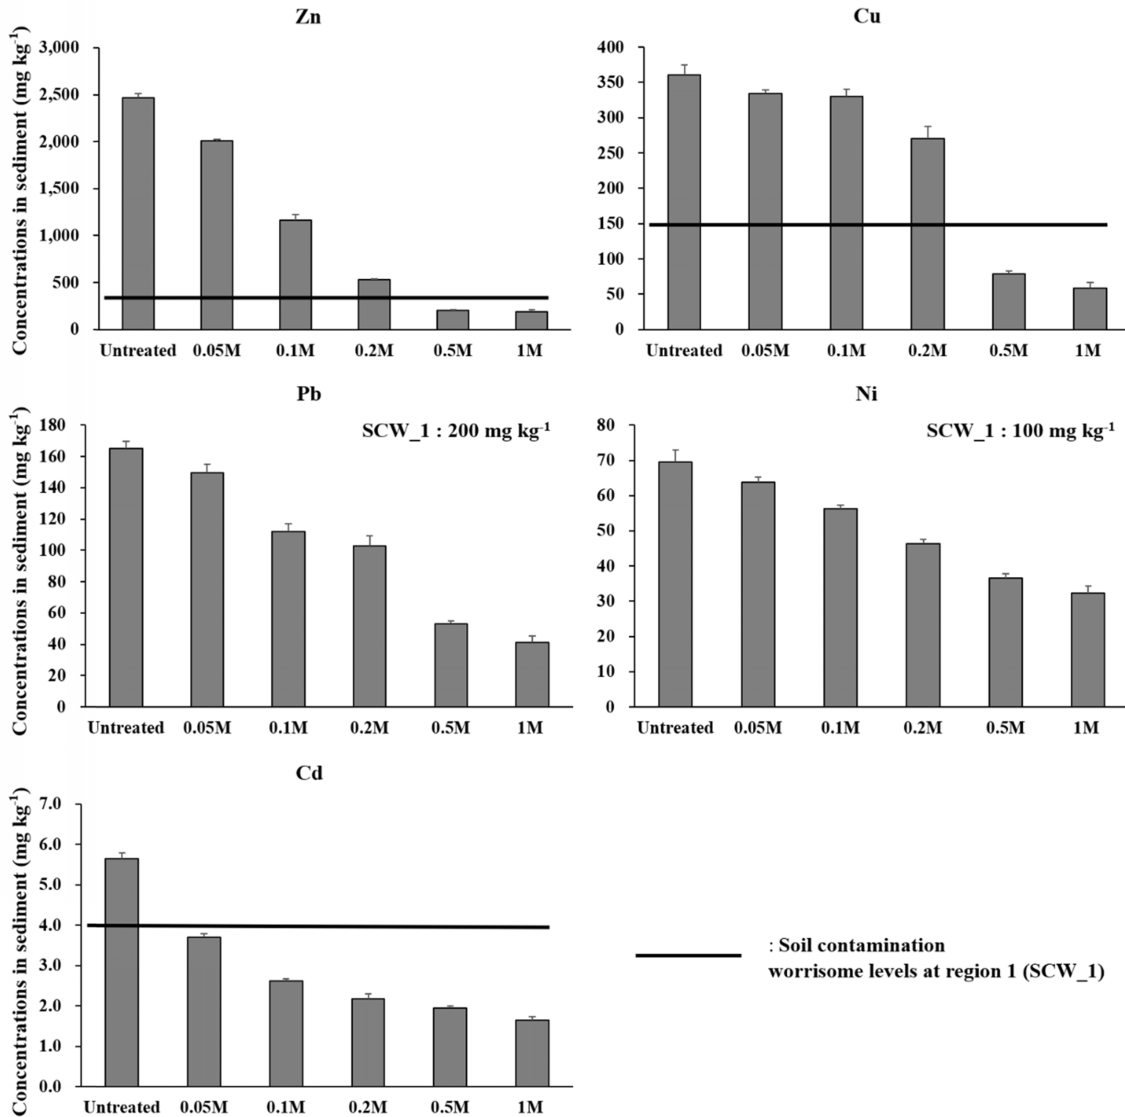 Zn
Concentrations in sediment (mg kg-1)
3,000
2,500
2,000
1,500
1,000
500
0
Untreated 0.05M 0.1M 0.2M 0.5M 1M
Cu
400
350
300
250
200
150
100
50
0
Untreated 0.05M 0.1M 0.2M 0.5M 1M
Pb
SCW_1 : 200 mg kg-1
Concentrations in sediment (mg kg-1)
180
160
140
120
100
80
60
40
20
0
Untreated 0.05M 0.1M 0.2M 0.5M 1M
Ni
SCW_1 : 100 mg kg-1
80
70
60
50
40
30
20
10
0
Untreated 0.05M 0.1M 0.2M 0.5M 1M
Cd
Concentrations in sediment (mg kg-1)
7.0
6.0
5.0
4.0
3.0
2.0
1.0
0.0
Untreated 0.05M 0.1M 0.2M 0.5M 1M
: Soil contamination
worrisome levels at region 1 (SCW_1)